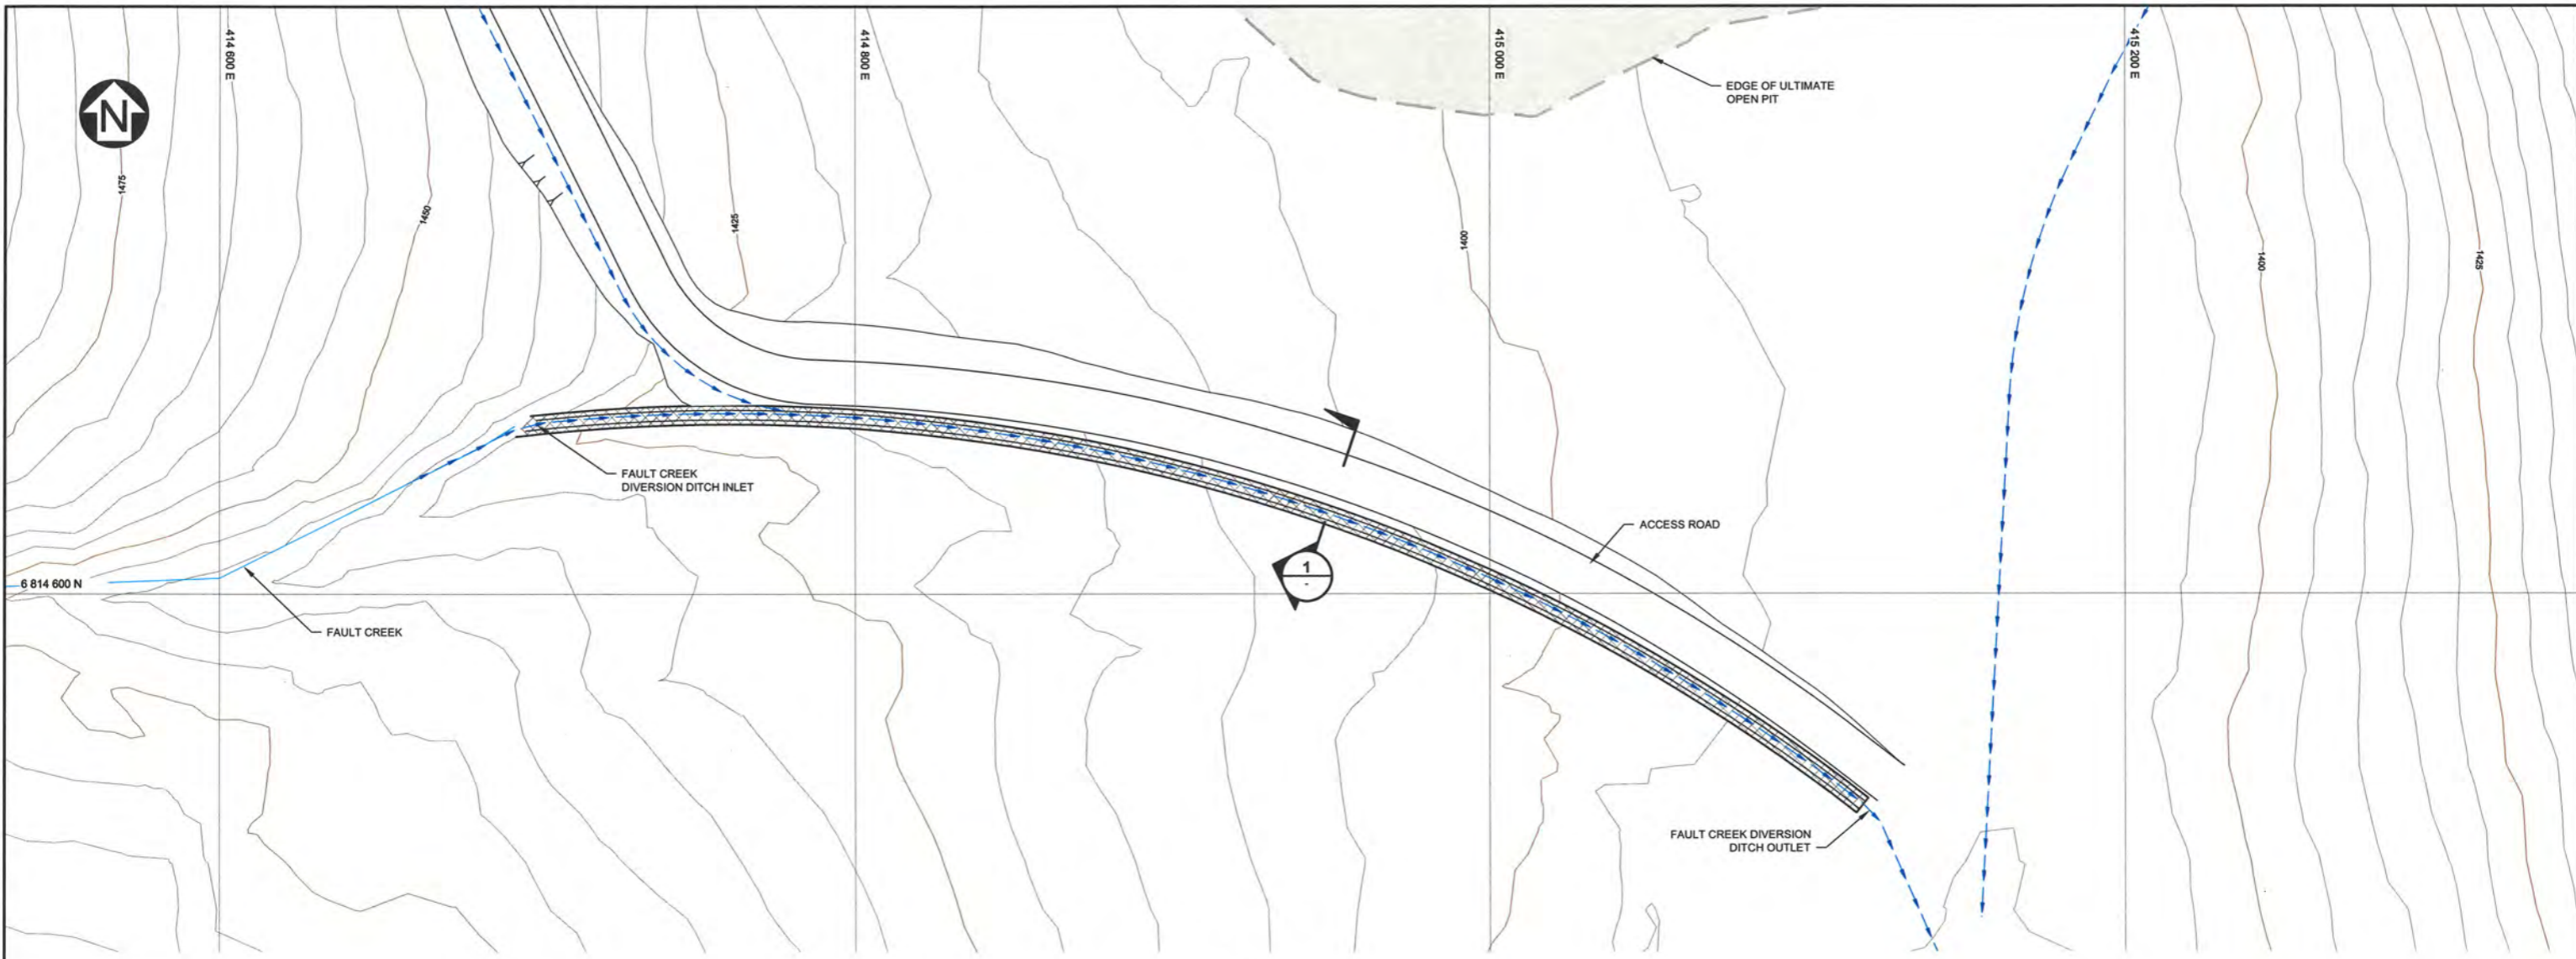 414 600 E
414 800 E
415 000 E
415 200 E
N
EDGE OF ULTIMATE
OPEN PIT
1475
1450
1425
1400
1400
1425
FAULT CREEK
DIVERSION DITCH INLET
ACCESS ROAD
1
-
6 814 600 N
FAULT CREEK
FAULT CREEK DIVERSION
DITCH OUTLET